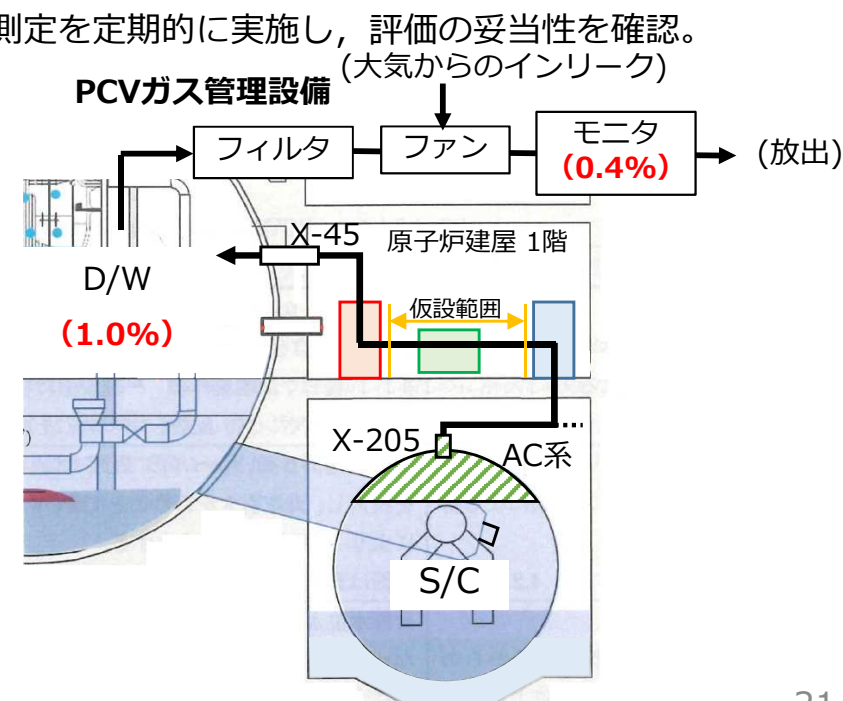 測定を定期的に実施し，評価の妥当性を確認。
(大気からのインリーク)
PCVガス管理設備
フィルタ
ファン
モニタ
（0.4%）
(放出)
X-45
原子炉建屋 1階
D/W
（1.0%）
仮設範囲
X-205
AC系
S/C
21